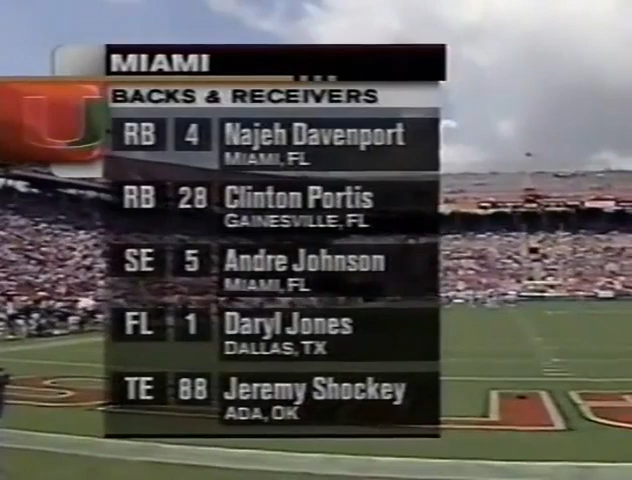 MIAMI
BACKS & RECEIVERS
RB 4 Najeh Davenport
MIAMI, FL
RB 28 Clinton Portis
GAINESVILLE, FL
SE 5 Andre Johnson
MIAMI, FL
FL 1 Daryl Jones
DALLAS, TX
TE 88 Jeremy Shockey
ADA, OK